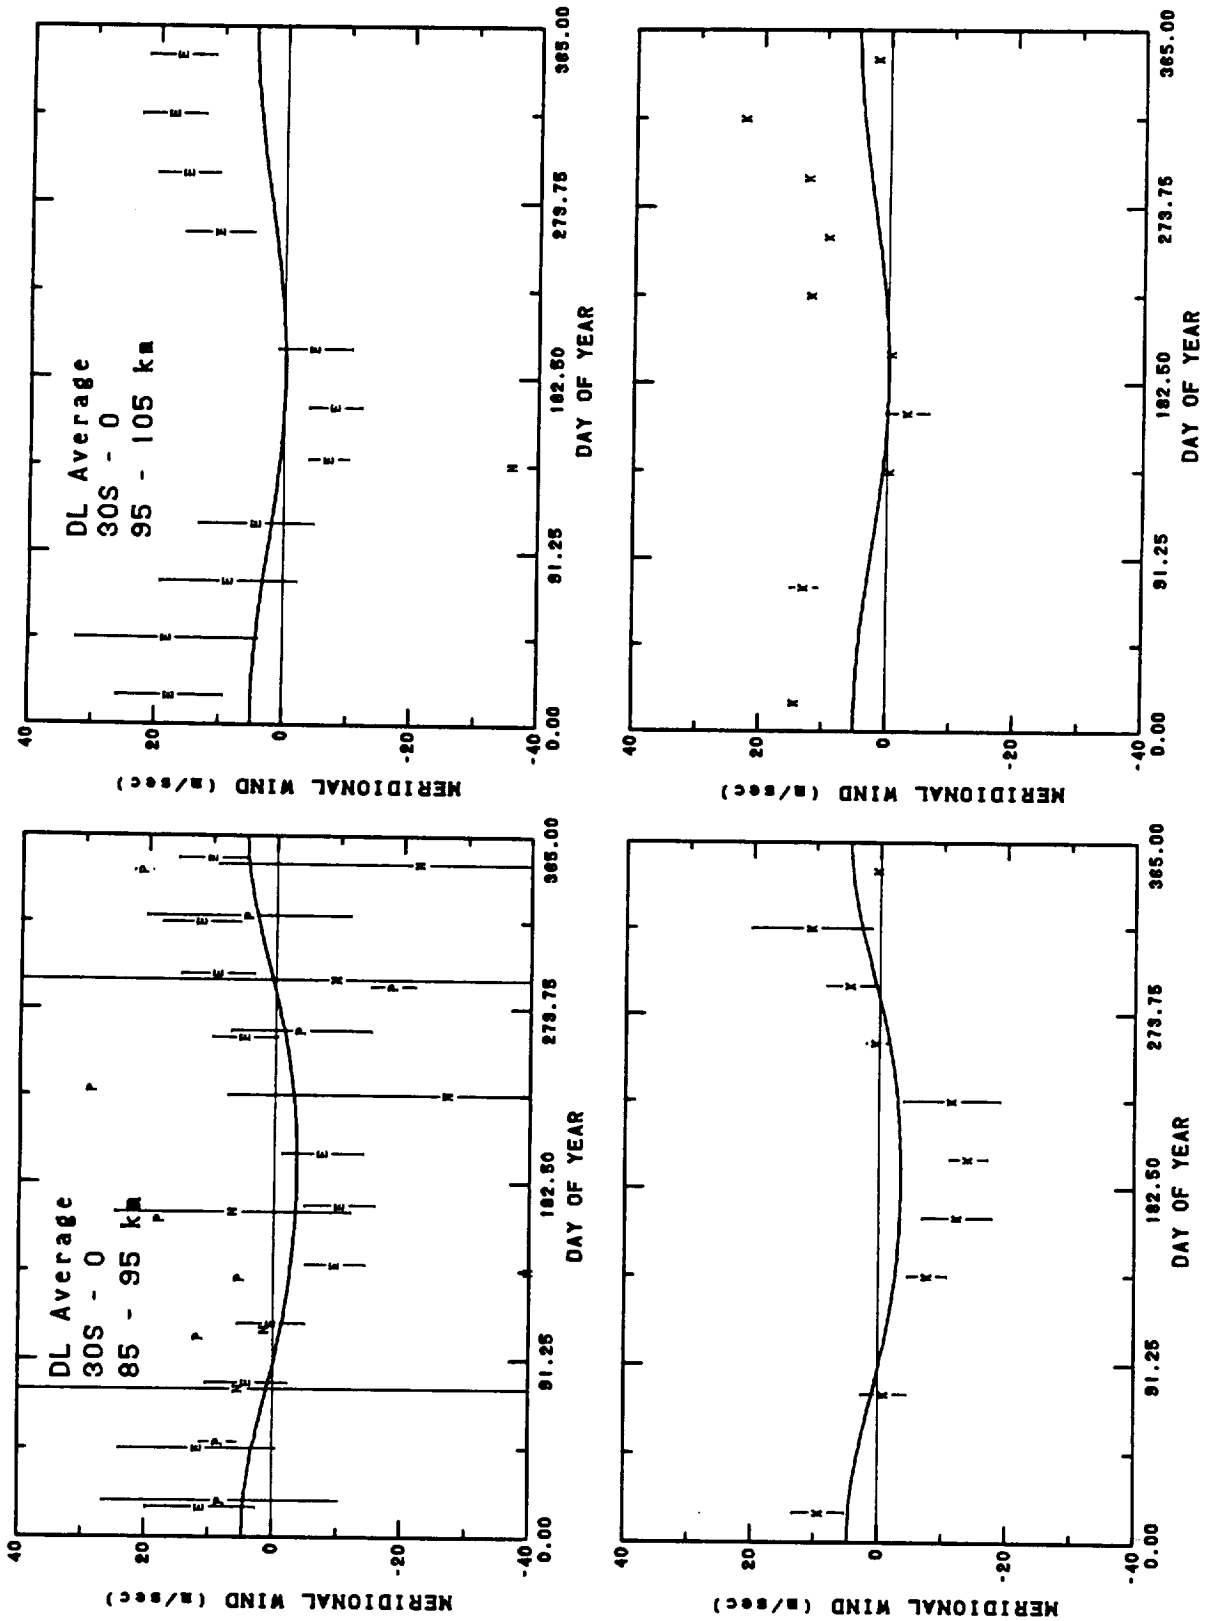 DL Average
30S - 0
85 - 95 km
MERIDIONAL WIND (m/sec)
40
20
0
-20
-40
0.00
91.25
182.50
273.75
365.00
DAY OF YEAR
E
P
E
P
N
E
P
N
P
E
A
P
N
E
E
N
P
E
P
P
N
E
E
P
P
N
E
DL Average
30S - 0
95 - 105 km
MERIDIONAL WIND (m/sec)
40
20
0
-20
-40
0.00
91.25
182.50
273.75
365.00
DAY OF YEAR
E
E
E
E
E
N
E
E
E
E
E
E
MERIDIONAL WIND (m/sec)
40
20
0
-20
-40
0.00
91.25
182.50
273.75
365.00
DAY OF YEAR
K
K
K
K
K
K
K
K
K
K
MERIDIONAL WIND (m/sec)
40
20
0
-20
-40
0.00
91.25
182.50
273.75
365.00
DAY OF YEAR
K
K
K
K
K
K
K
K
K
K